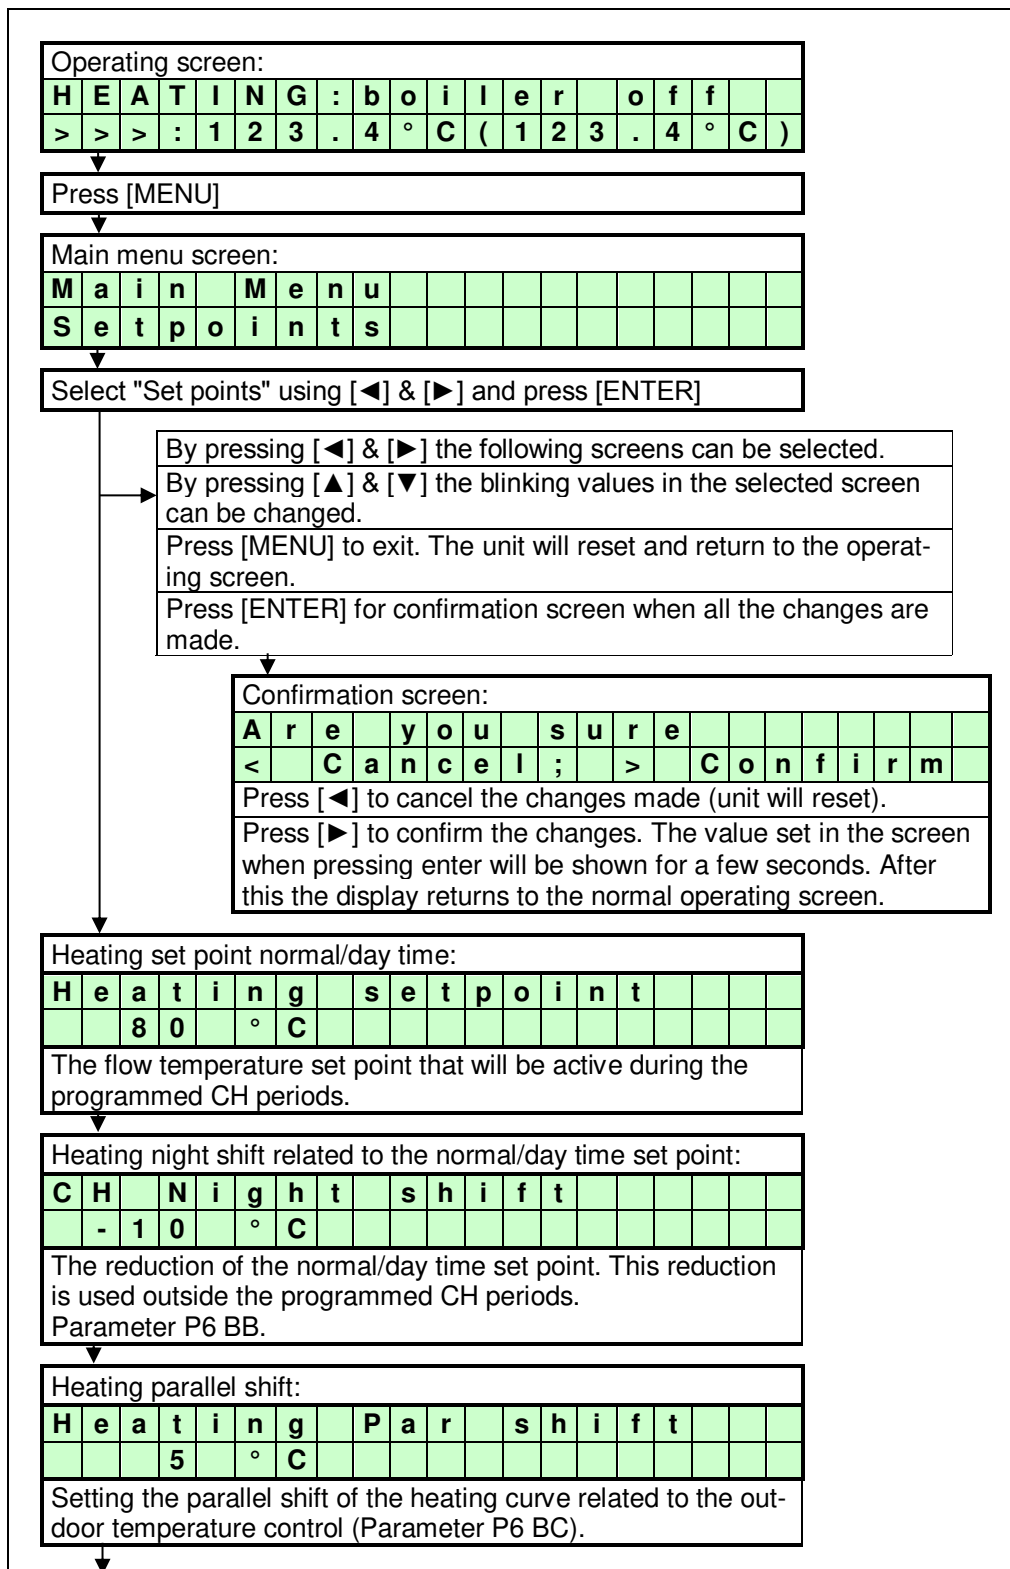 Operating screen:
HEATING:boiler off
>>>:123.4°C(123.4°C)
Press [MENU]
Main menu screen:
Main Menu
Setpoints
Select "Set points" using [◄] & [►] and press [ENTER]
By pressing [◄] & [►] the following screens can be selected.
By pressing [▲] & [▼] the blinking values in the selected screen
can be changed.
Press [MENU] to exit. The unit will reset and return to the operat-
ing screen.
Press [ENTER] for confirmation screen when all the changes are
made.
Confirmation screen:
Are you sure
< Cancel; > Confirm
Press [◄] to cancel the changes made (unit will reset).
Press [►] to confirm the changes. The value set in the screen
when pressing enter will be shown for a few seconds. After
this the display returns to the normal operating screen.
Heating set point normal/day time:
Heating setpoint
80 °C
The flow temperature set point that will be active during the
programmed CH periods.
Heating night shift related to the normal/day time set point:
CH Night shift
-10 °C
The reduction of the normal/day time set point. This reduction
is used outside the programmed CH periods.
Parameter P6 BB.
Heating parallel shift:
Heating Par shift
5 °C
Setting the parallel shift of the heating curve related to the out-
door temperature control (Parameter P6 BC).